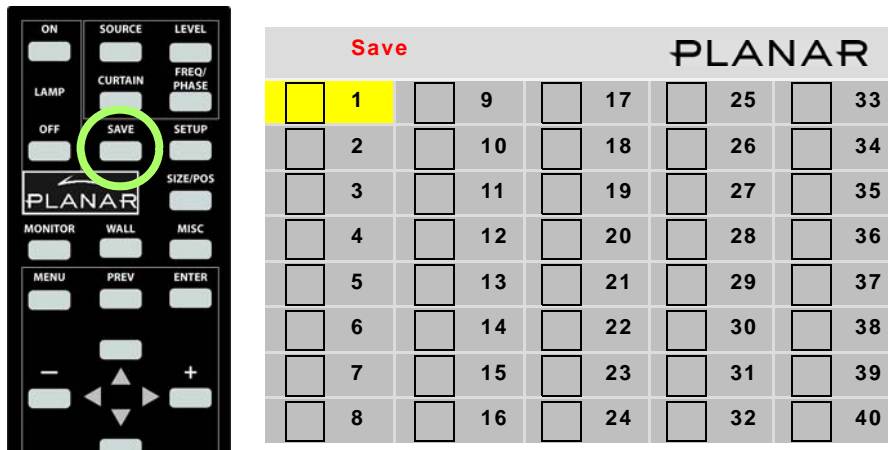 ON SOURCE LEVEL
LAMP CURTAIN FREQ/
PHASE
OFF SAVE SETUP
PLANAR SIZE/POS
MONITOR WALL MISC
MENU PREV ENTER
− +
Save PLANAR
1 9 17 25 33
2 10 18 26 34
3 11 19 27 35
4 12 20 28 36
5 13 21 29 37
6 14 22 30 38
7 15 23 31 39
8 16 24 32 40